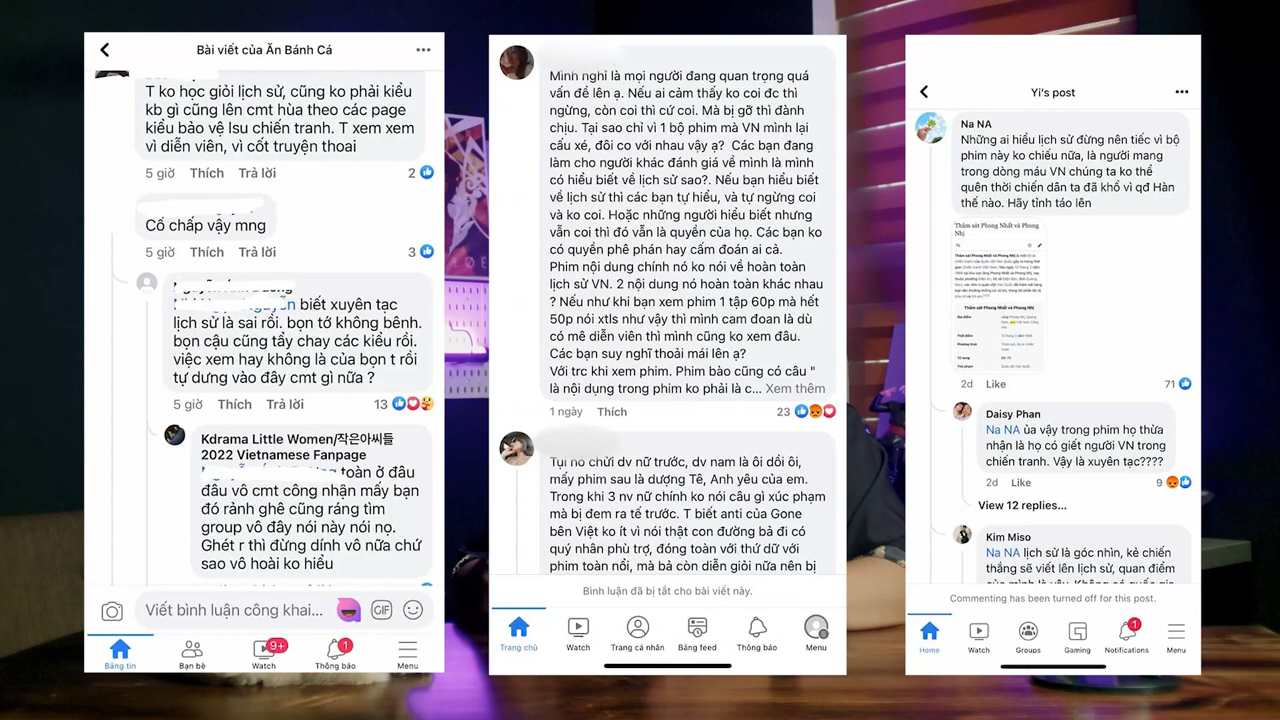 Bài viết của Ăn Bánh Cá
T ko học giỏi lịch sử, cũng ko phải kiểu
kb gì cũng lên cmt hùa theo các page
kiểu bảo vệ lsu chiến tranh. T xem xem
vì diễn viên, vì cốt truyện thoai
5 giờ Thích Trả lời 2
Cố chấp vậy mng
5 giờ Thích Trả lời 3
biết xuyên tạc
lịch sử là sai rồi. bọn t không bênh.
bọn cậu cũng tẩy chay các kiểu rồi.
việc xem hay không là của bọn t rồi
tự dưng vào đây cmt gì nữa ?
5 giờ Thích Trả lời 13
Kdrama Little Women/작은아씨들
2022 Vietnamese Fanpage
toàn ở đâu
đâu vô cmt công nhận mấy bạn
đó rảnh ghê cũng ráng tìm
group vô đây nói này nói nọ.
Ghét r thì đừng dính vô nữa chứ
sao vô hoài ko hiểu
Viết bình luận công khai...
GIF
9+
1
Bảng tin
Bạn bè
Watch
Thông báo
Menu
Mình nghỉ là mọi người đang quan trọng quá
vấn đề lên ạ. Nếu ai cảm thấy ko coi đc thì
ngừng, còn coi thì cứ coi. Mà bị gỡ thì đành
chịu. Tại sao chỉ vì 1 bộ phim mà VN mình lại
cấu xé, đôi co với nhau vậy ạ? Các bạn đang
làm cho người khác đánh giá về mình là mình
có hiểu biết về lịch sử sao?. Nếu bạn hiểu biết
về lịch sử thì các bạn tự hiểu, và tự ngừng coi
và ko coi. Hoặc những người hiểu biết nhưng
vẫn coi thì đó vẫn là quyền của họ. Các bạn ko
có quyền phê phán hay cấm đoán ai cả.
Phim nội dung chính nó ko nói về hoàn toàn
lịch sử VN. 2 nội dung nó hoàn toàn khác nhau
? Nếu như khi bạn xem phim 1 tập 60p mà hết
50p nói xtls như vậy thì mình cam đoan là dù
có mê diễn viên thì mình cũng ko xem đâu.
Các bn suy nghĩ thoải mái lên ạ?
Với trc khi xem phim. Phim bào cũng có câu "
là nội dụng trong phim ko phải là c... Xem thêm
1 ngày Thích 23
Tụi nó chửi dv nữ trước, dv nam là ôi dồi ôi,
mấy phim sau là dượng Tê, Anh yêu của em.
Trong khi 3 nv nữ chính ko nói câu gì xúc phạm
mà bị đem ra tế trước. T biết anti của Gone
bên Việt ko ít vì nói thật con đường bả đi có
quý nhân phù trợ, đóng toàn với thứ dữ với
phim toàn nổi, mà bả còn diễn giỏi nữa nên bị
Bình luận đã bị tắt cho bài viết này.
Trang chủ
Watch
Trang cá nhân
Bảng feed
Thông báo
Menu
Yi's post
Na NA
Những ai hiểu lịch sử đừng nên tiếc vì bộ
phim này ko chiếu nữa, là người mang
trong dòng máu VN chúng ta ko thể
quên thời chiến dân ta đã khổ vì qđ Hàn
thế nào. Hãy tỉnh táo lên
Thảm sát Phong Nhất và Phong
Nhị
Thảm sát Phong Nhất và Phong Nhị
2d Like 71
Daisy Phan
Na NA ủa vậy trong phim họ thừa
nhận là họ có giết người VN trong
chiến tranh. Vậy là xuyên tạc????
2d Like 9
View 12 replies...
Kim Miso
Na NA lịch sử là góc nhìn, kẻ chiến
thắng sẽ viết lên lịch sử, quan điểm
Commenting has been turned off for this post.
1
Home
Watch
Groups
Gaming
Notifications
Menu